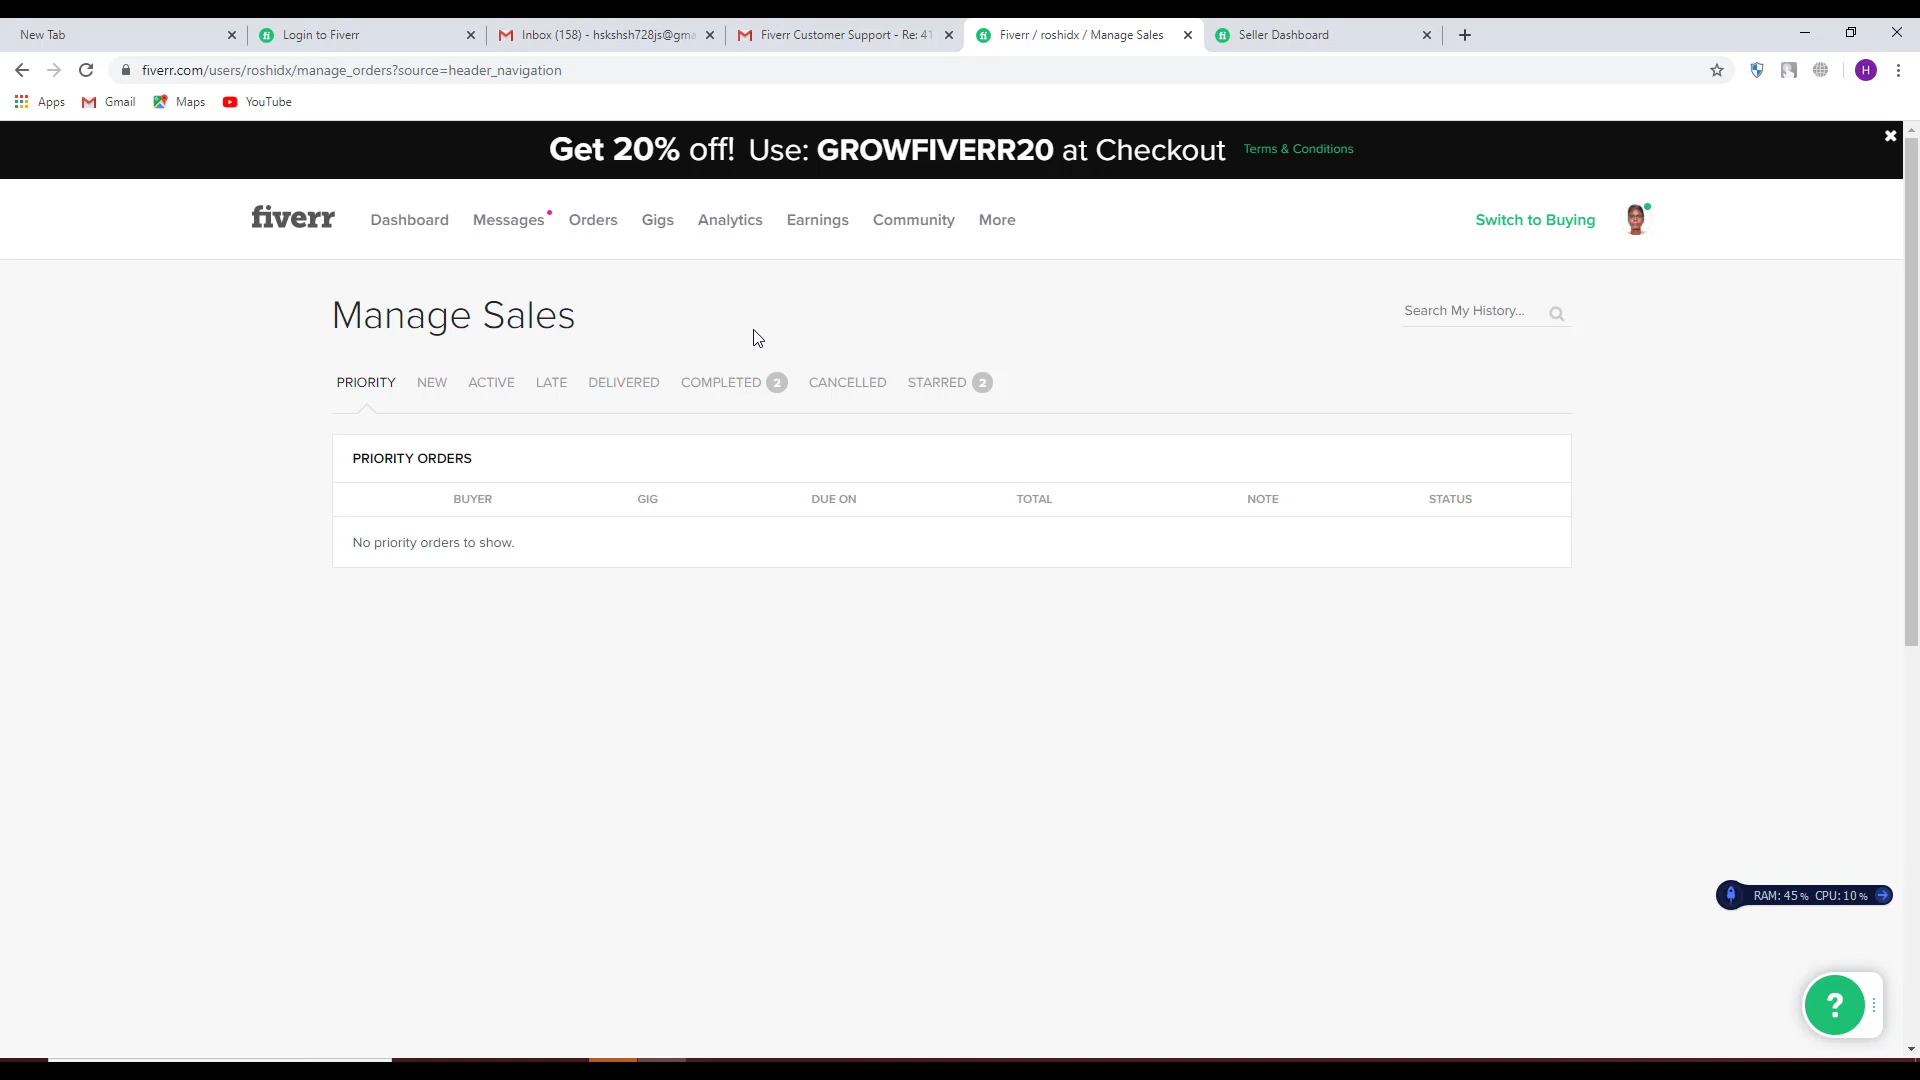 New Tab
Login to Fiverr
Inbox (158) - hskshsh728js@gma
Fiverr Customer Support - Re: 41
Fiverr / roshidx / Manage Sales
Seller Dashboard
fiverr.com/users/roshidx/manage_orders?source=header_navigation
H
Apps
Gmail
Maps
YouTube
Get 20% off! Use: GROWFIVERR20 at Checkout
Terms & Conditions
fiverr
Dashboard
Messages
Orders
Gigs
Analytics
Earnings
Community
More
Switch to Buying
Manage Sales
Search My History...
PRIORITY
NEW
ACTIVE
LATE
DELIVERED
COMPLETED 2
CANCELLED
STARRED 2
PRIORITY ORDERS
BUYER
GIG
DUE ON
TOTAL
NOTE
STATUS
No priority orders to show.
RAM: 45% CPU: 10%
?